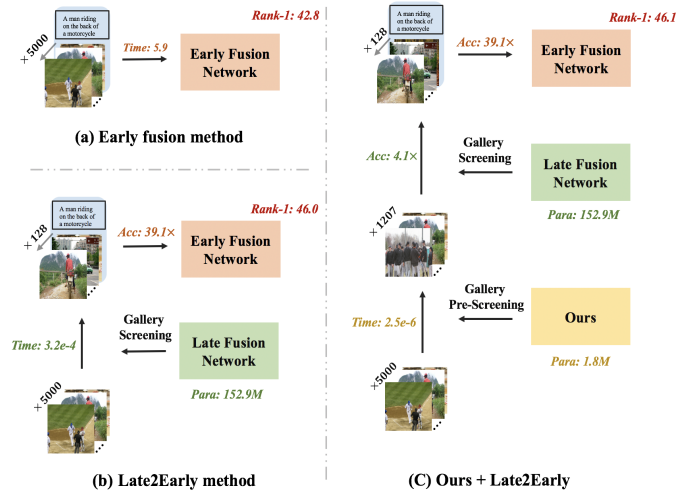 Rank-1: 42.8
A man riding
on the back of
a motorcycle
×5000
Time: 5.9
Early Fusion
Network
(a) Early fusion method
Rank-1: 46.0
A man riding
on the back of
a motorcycle
×128
Acc: 39.1×
Early Fusion
Network
Gallery
Screening
Time: 3.2e-4
Late Fusion
Network
Para: 152.9M
×5000
(b) Late2Early method
Rank-1: 46.1
A man riding
on the back of
a motorcycle
×128
Acc: 39.1×
Early Fusion
Network
Acc: 4.1×
Gallery
Screening
Late Fusion
Network
Para: 152.9M
×1207
Gallery
Pre-Screening
Time: 2.5e-6
Ours
Para: 1.8M
×5000
(C) Ours + Late2Early